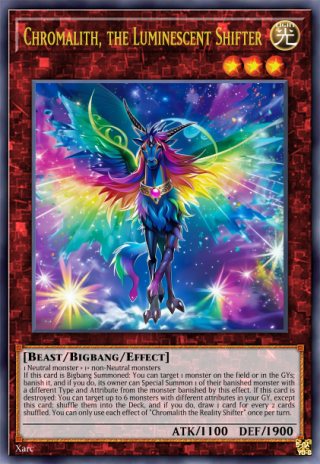 Chromalith, the Luminescent Shifter
LIGHT
光
[Beast/Bigbang/Effect]
1 Neutral monster + 1+ non-Neutral monsters
If this card is Bigbang Summoned: You can target 1 monster on the field or in the GYs;
banish it, and if you do, its owner can Special Summon 1 of their banished monster with
a different Type and Attribute from the monster banished by this effect. If this card is
destroyed: You can target up to 6 monsters with different attributes in your GY, except
this card; shuffle them into the Deck, and if you do, draw 1 card for every 2 cards
shuffled. You can only use each effect of "Chromalith the Reality Shifter" once per turn.
ATK/1100 DEF/1900
Xarc